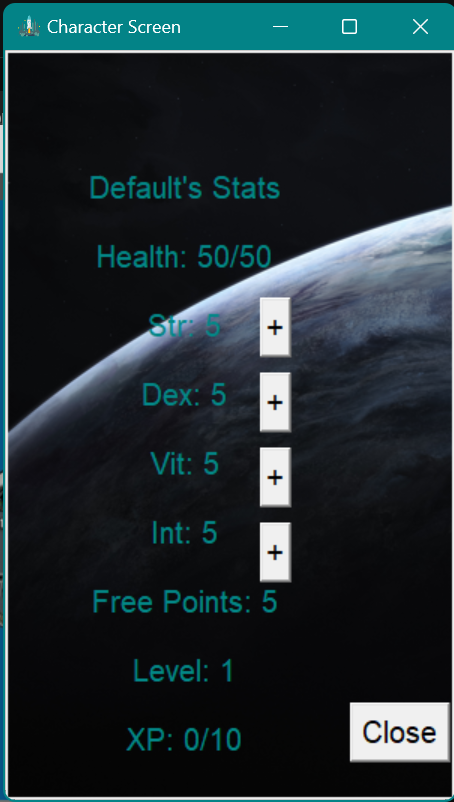 Character Screen
Default's Stats
Health: 50/50
Str: 5 +
Dex: 5 +
Vit: 5 +
Int: 5 +
Free Points: 5
Level: 1
XP: 0/10
Close